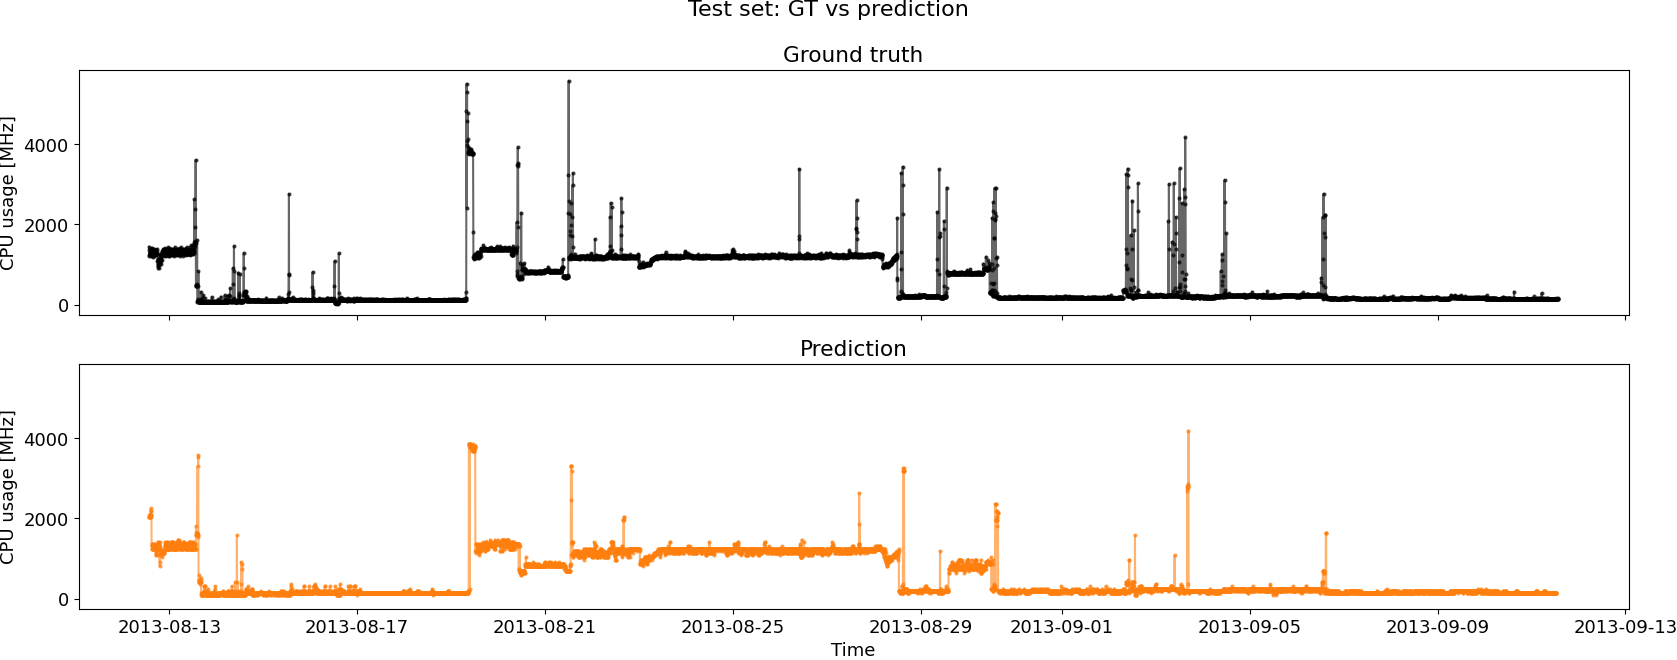 Test set: GT vs prediction
Ground truth
CPU usage [MHz]
4000
2000
0
Prediction
CPU usage [MHz]
4000
2000
0
2013-08-13 2013-08-17 2013-08-21 2013-08-25 2013-08-29 2013-09-01 2013-09-05 2013-09-09 2013-09-13
Time